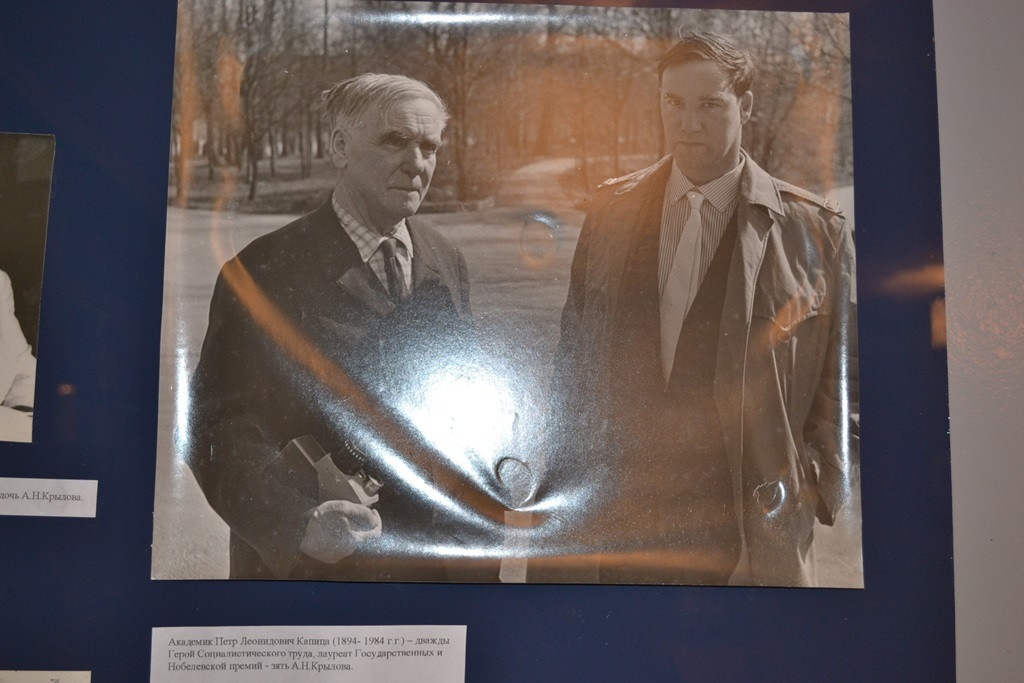 дочь А.Н.Крылова.
Академик Петр Леонидович Капица (1894- 1984 г.г.) – дважды
Герой Социалистического труда, лауреат Государственных и
Нобелевской премий - зять А.Н.Крылова.